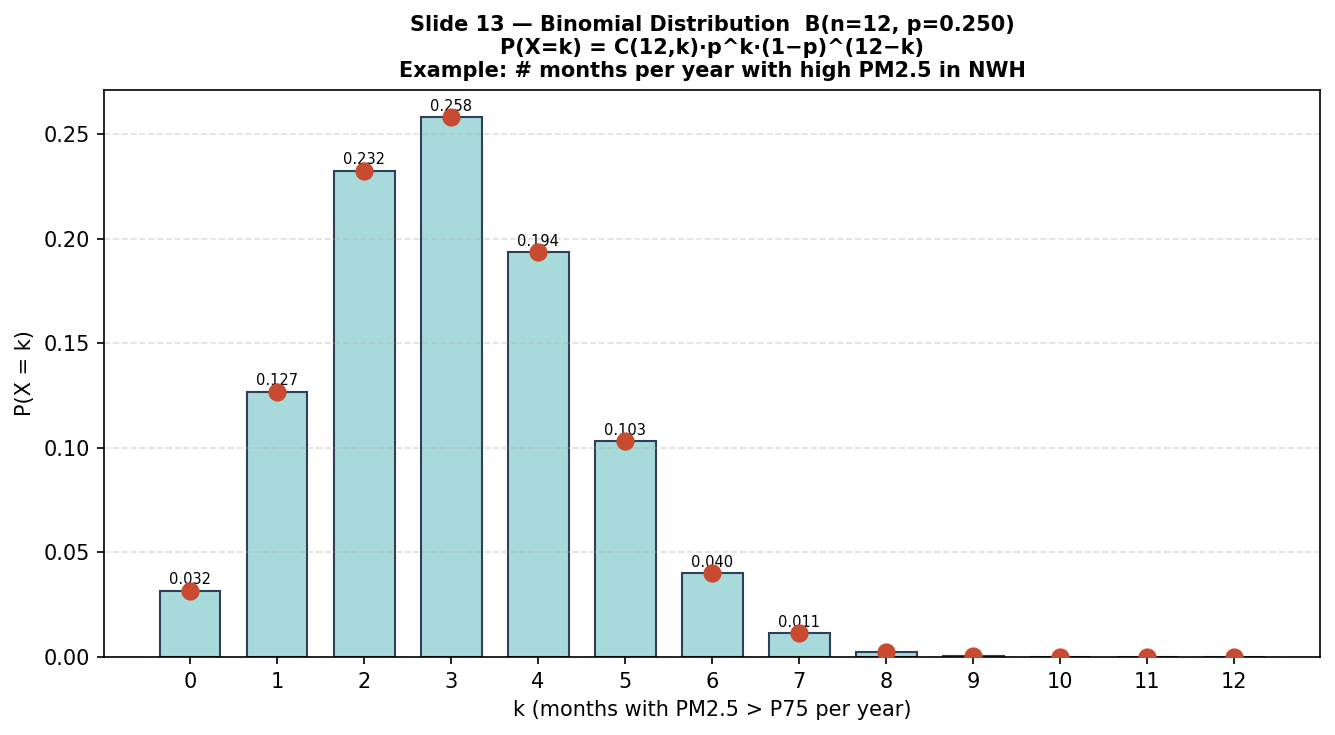 Slide 13 — Binomial Distribution  B(n=12, p=0.250)
P(X=k) = C(12,k)·p^k·(1−p)^(12−k)
Example: # months per year with high PM2.5 in NWH
P(X = k)
0.25
0.20
0.15
0.10
0.05
0.00
0.032
0.127
0.232
0.258
0.194
0.103
0.040
0.011
0 1 2 3 4 5 6 7 8 9 10 11 12
k (months with PM2.5 > P75 per year)